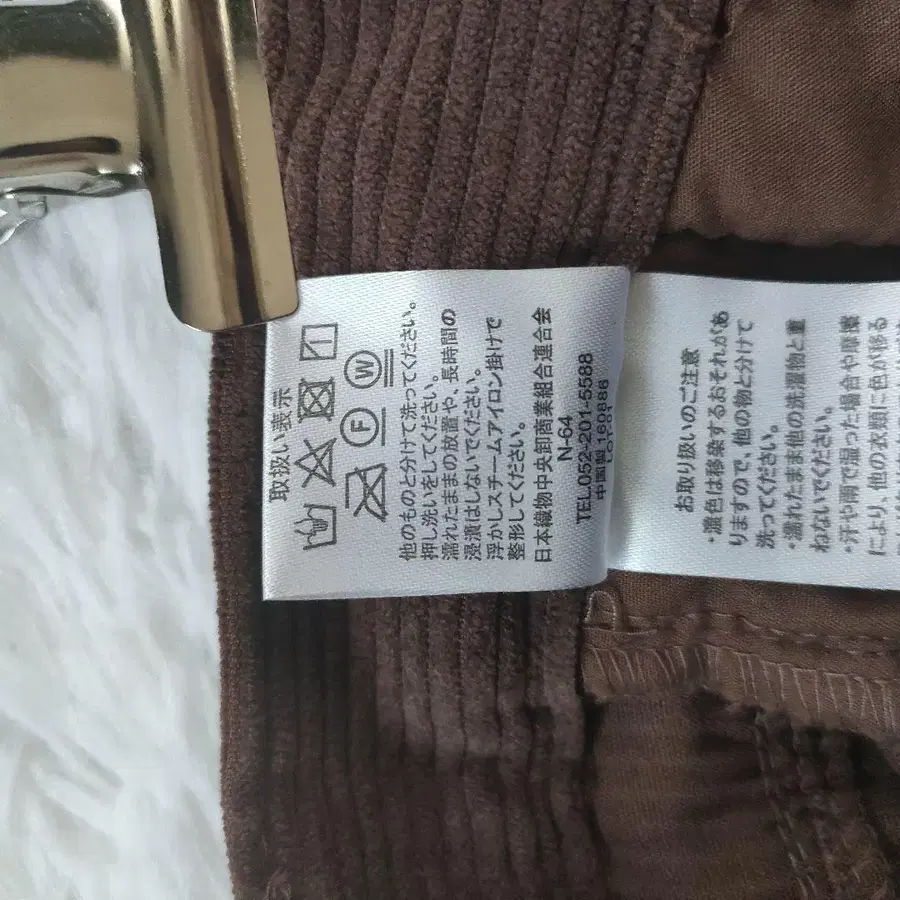 取扱い表示
F W
他のものと分けて洗ってください。
押し洗いをしてください。
濡れたままの放置や、長時間の
浸漬はしないでください。
浮かしスチームアイロン掛けで
整形してください。
日本織物中央卸商業組合連合会
N-64
TEL.052-201-5588
中国製 160886
LOT-01
お取り扱いのご注意
・濃色は移染するおそれがあ
りますので、他の物と分けて
洗ってください。
・濡れたまま他の洗濯物と重
ねないでください。
・汗や雨で湿った場合や摩擦
により、他の衣類に色が移る